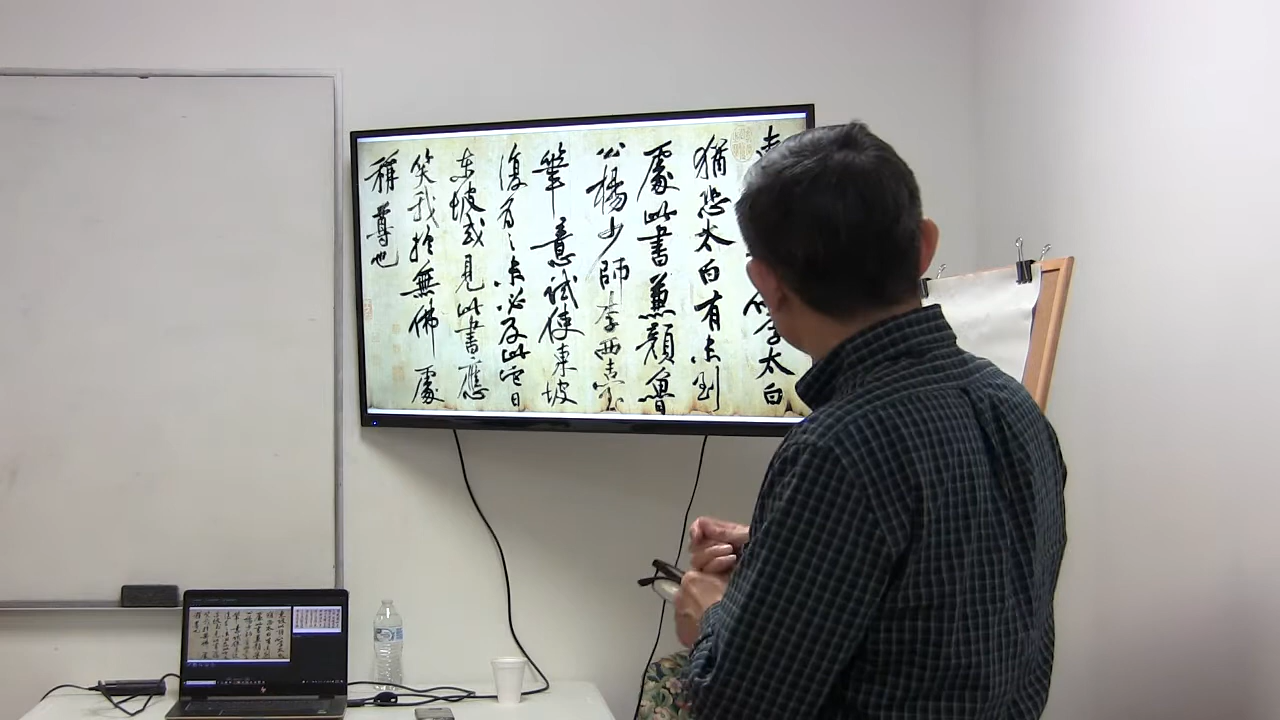 李太白
猶恐太白有未到
處此書兼顏魯
公楊少師李西臺
筆意試使東坡
復為之未必及此它日
東坡或見此書應
笑我於無佛處
稱尊也